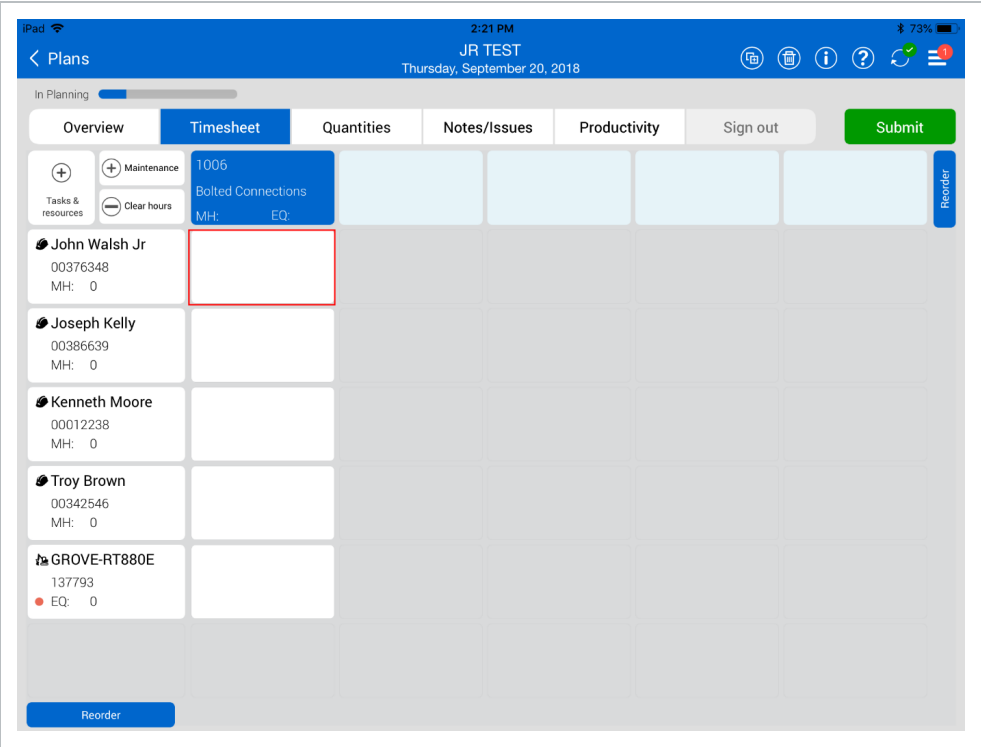 iPad 2:21 PM 73%
Plans
JR TEST
Thursday, September 20, 2018
1
In Planning
Overview Timesheet Quantities Notes/Issues Productivity Sign out Submit
Tasks & resources
Maintenance
Clear hours
1006
Bolted Connections
MH: EQ:
Reorder
John Walsh Jr
00376348
MH: 0
Joseph Kelly
00386639
MH: 0
Kenneth Moore
00012238
MH: 0
Troy Brown
00342546
MH: 0
GROVE-RT880E
137793
EQ: 0
Reorder